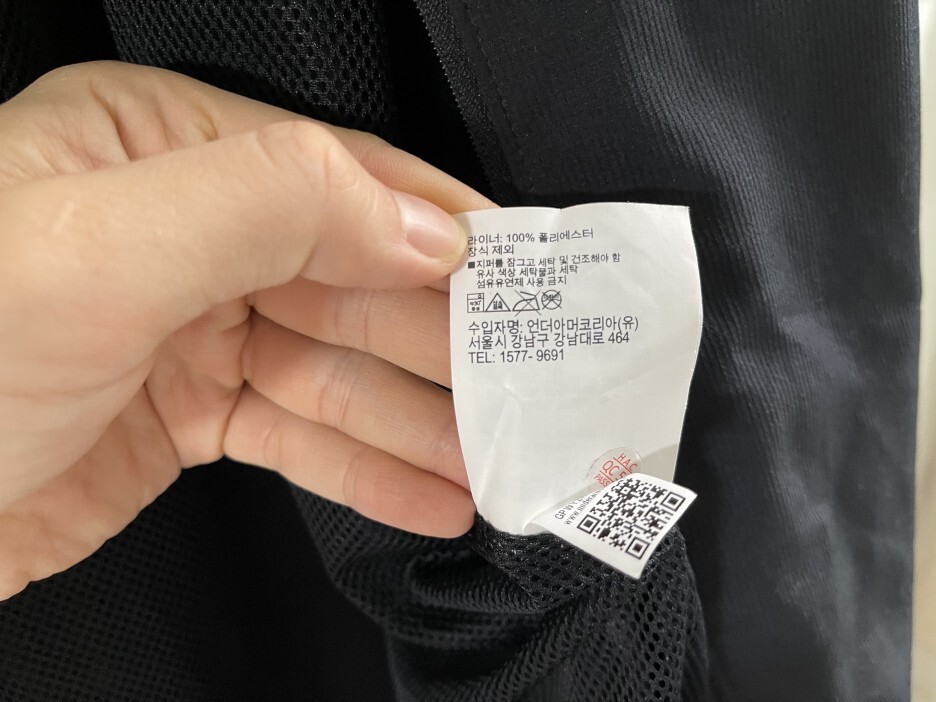 라이너: 100% 폴리에스터
장식 제외
■지퍼를 잠그고 세탁 및 건조해야 함
유사 색상 세탁물과 세탁
섬유유연제 사용 금지
수입자명: 언더아머코리아(유)
서울시 강남구 강남대로 464
TEL: 1577- 9691
QC